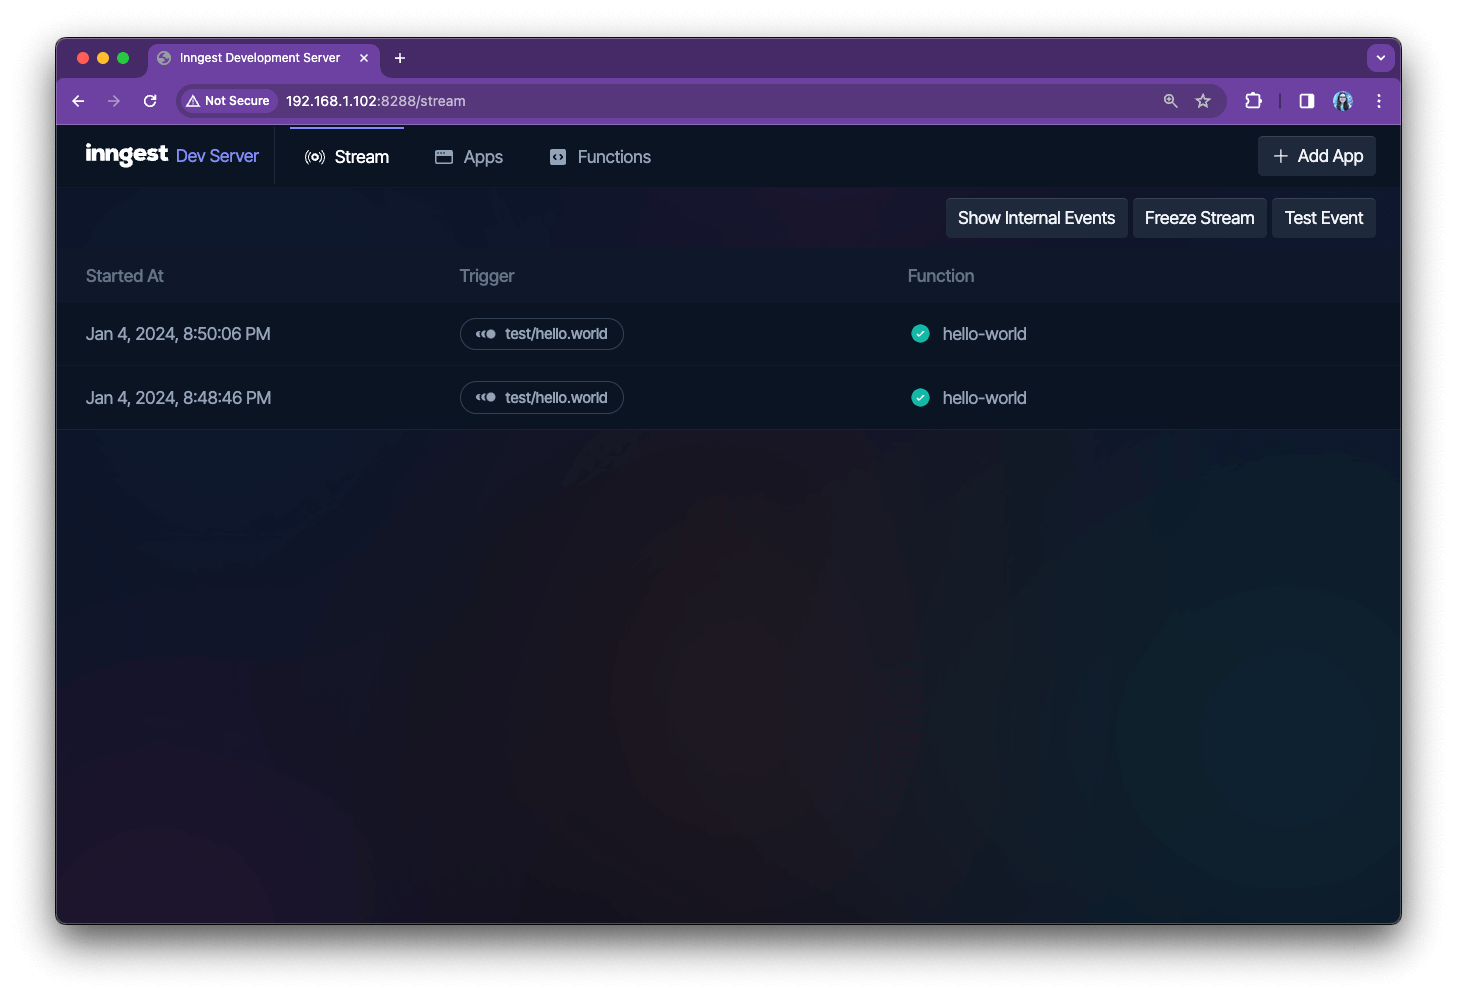 Inngest Development Server
Not Secure 192.168.1.102:8288/stream
inngest Dev Server Stream Apps Functions + Add App
Show Internal Events Freeze Stream Test Event
Started At Trigger Function
Jan 4, 2024, 8:50:06 PM test/hello.world hello-world
Jan 4, 2024, 8:48:46 PM test/hello.world hello-world